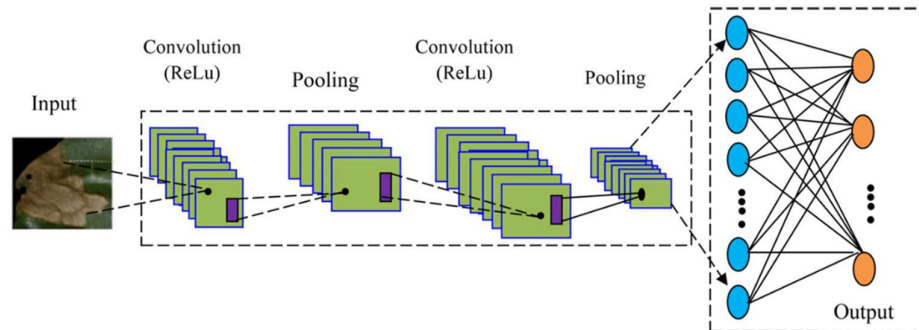 Input
Convolution
(ReLu)
Pooling
Convolution
(ReLu)
Pooling
Output